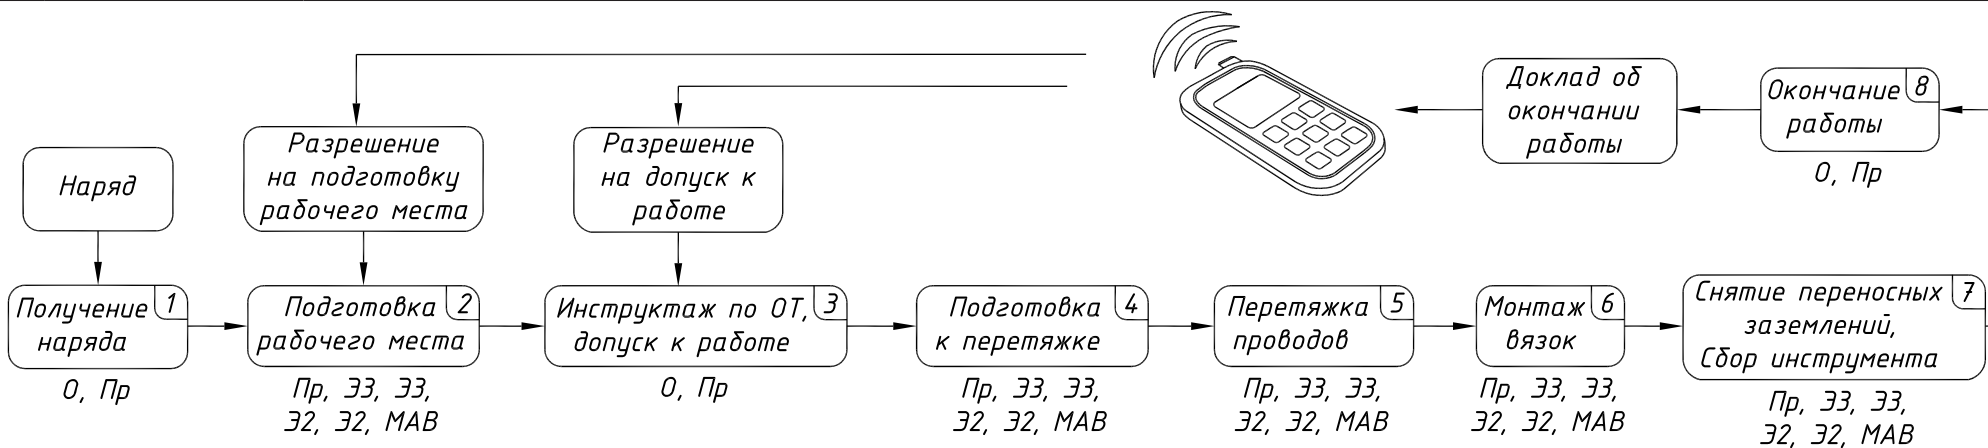 Доклад об
окончании
работы
Окончание 8
работы
О, Пр
Наряд
Разрешение
на подготовку
рабочего места
Разрешение
на допуск к
работе
Получение 1
наряда
О, Пр
Подготовка 2
рабочего места
Пр, Э3, Э3,
Э2, Э2, МАВ
Инструктаж по ОТ, 3
допуск к работе
О, Пр
Подготовка 4
к перетяжке
Пр, Э3, Э3,
Э2, Э2, МАВ
Перетяжка 5
проводов
Пр, Э3, Э3,
Э2, Э2, МАВ
Монтаж 6
вязок
Пр, Э3, Э3,
Э2, Э2, МАВ
Снятие переносных 7
заземлений,
Сбор инструмента
Пр, Э3, Э3,
Э2, Э2, МАВ